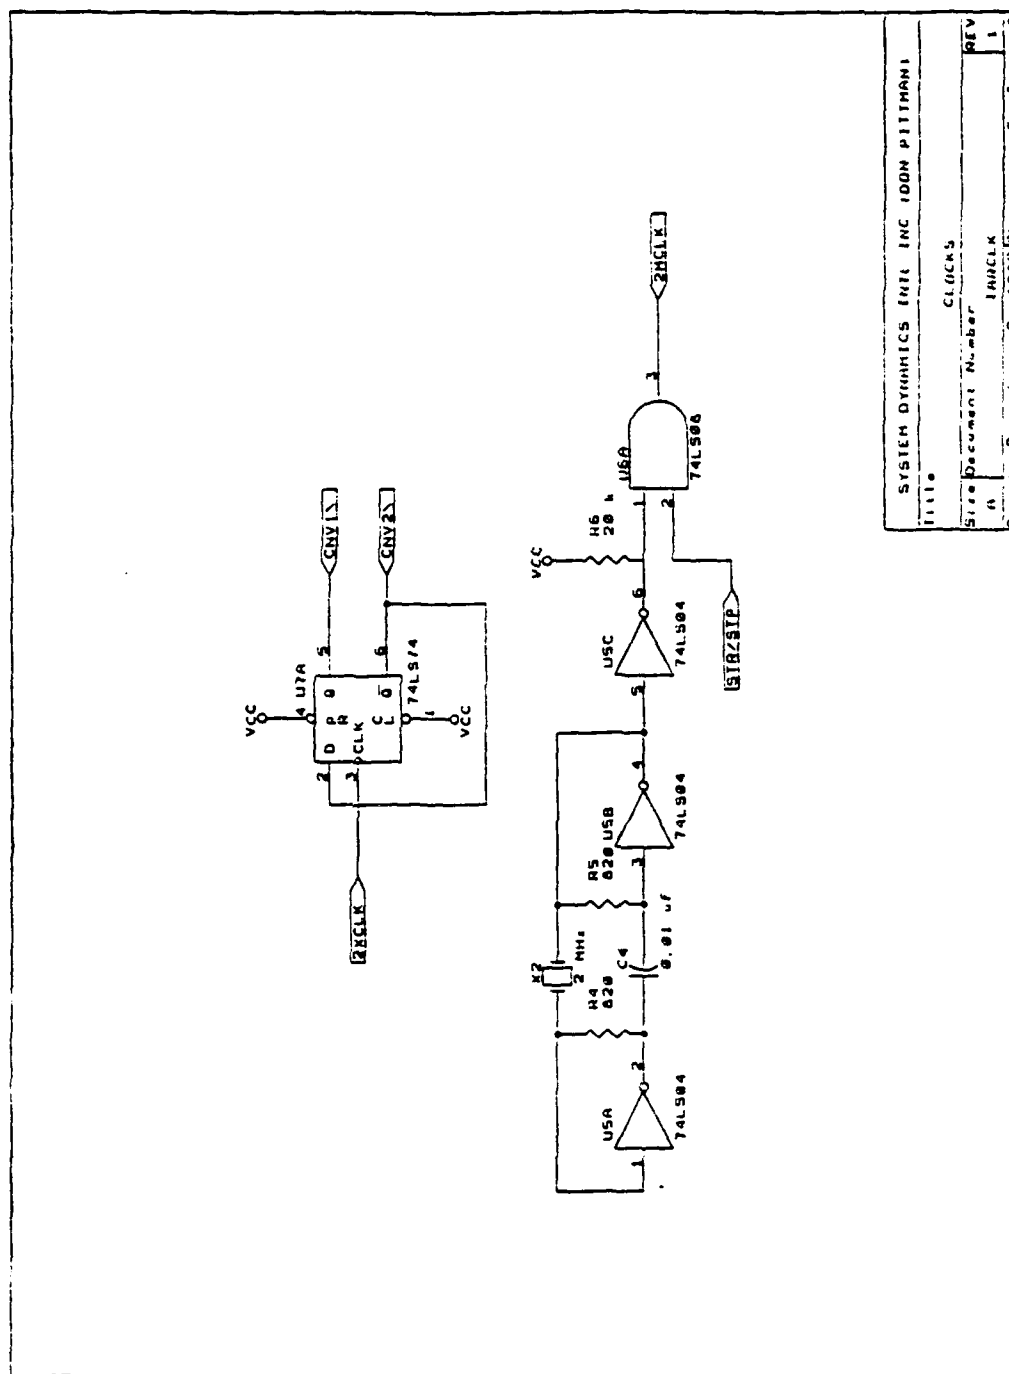 VCC
4
U7A
2
D
P
R
Q
5
CNV1\
3
CLK
C
L
Q
6
CNV2\
1
74LS74
VCC
2XCLK
X2
2 MHz
R4
820
R5
820
C4
0.01 uf
U5A
1
2
74LS04
U5B
3
4
74LS04
U5C
5
6
74LS04
VCC
R6
20 k
U6A
1
2
3
74LS08
2MCLK
STR/STP
SYSTEM DYNAMICS INTL INC (DON PITTMAN)
Title
CLOCKS
Size
Document Number
REV
A
1